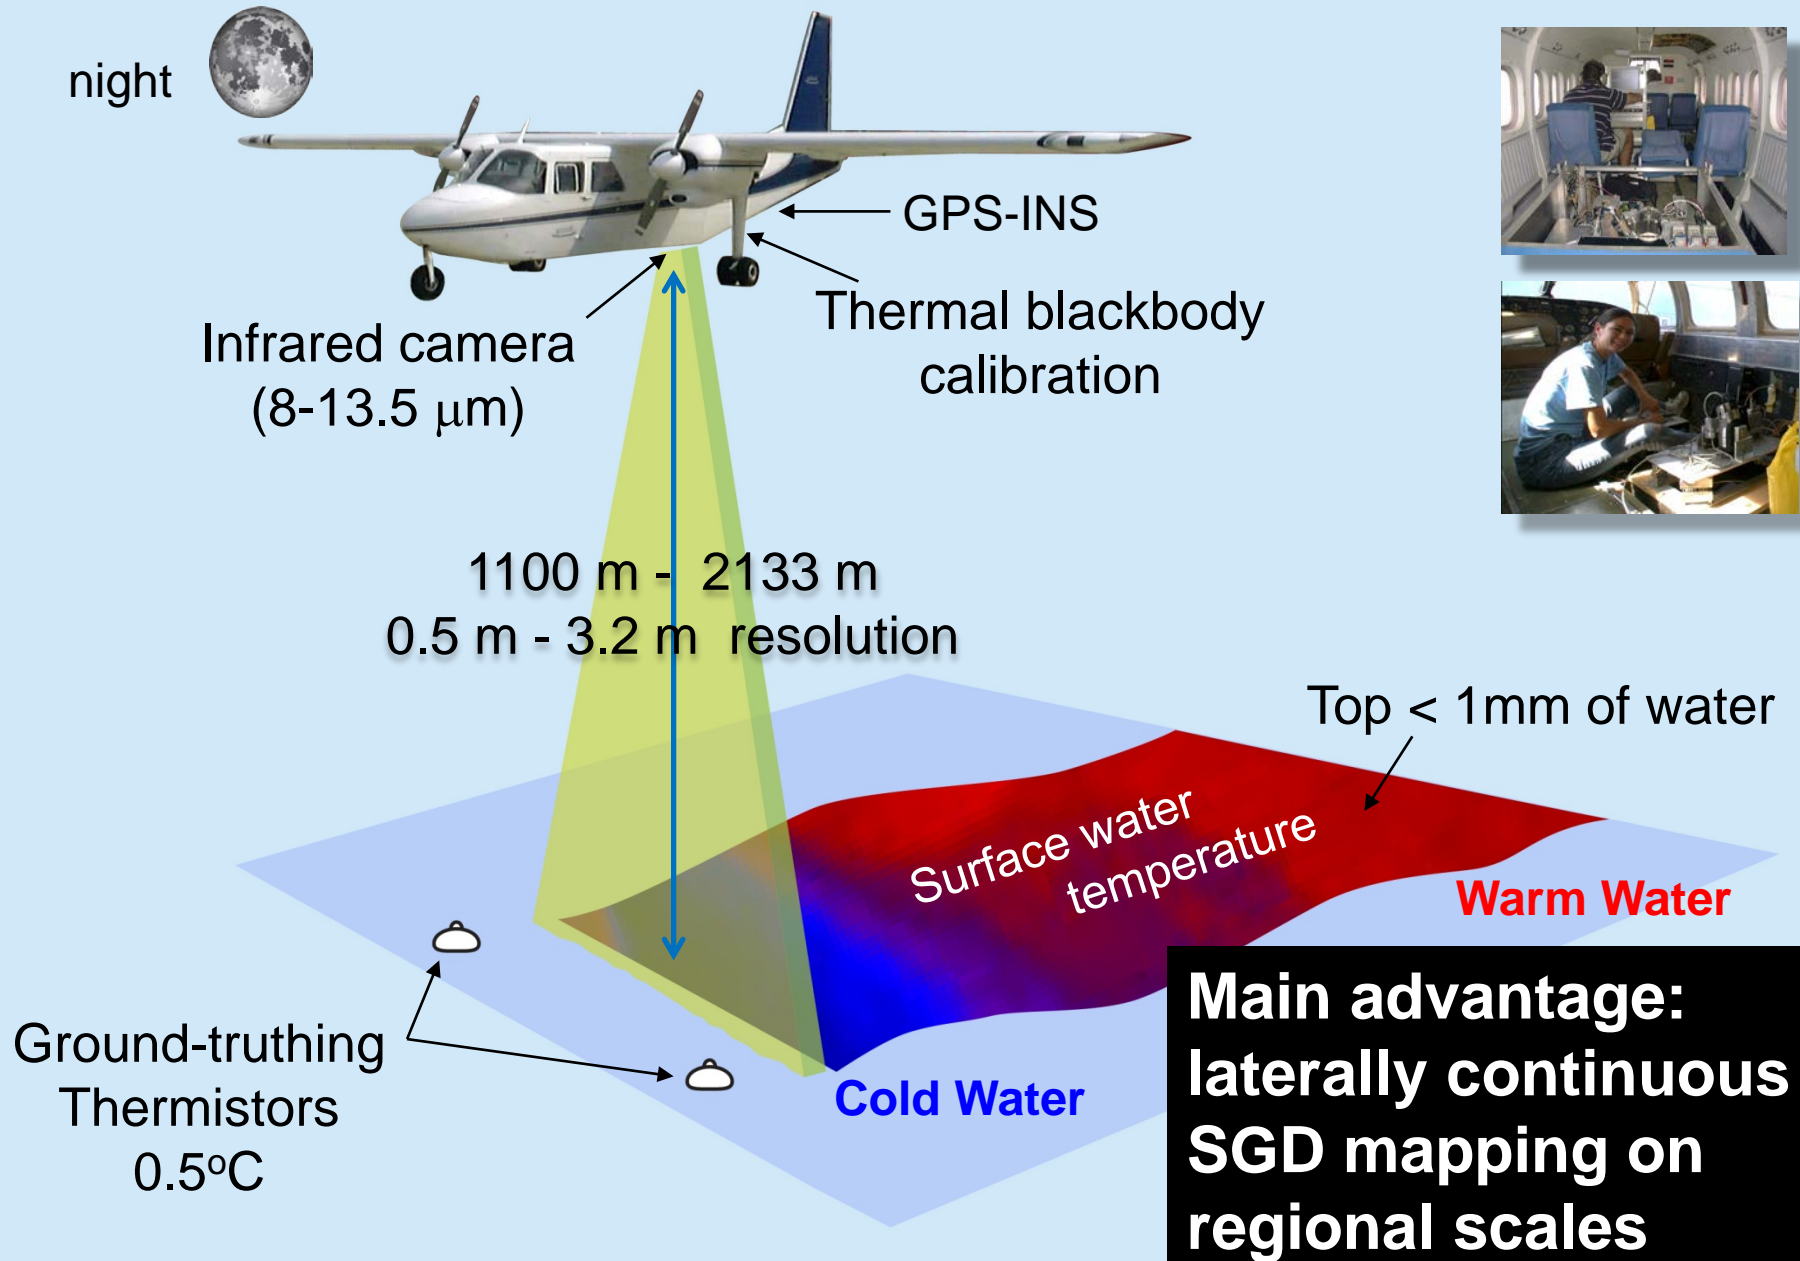 night
GPS-INS
Infrared camera
(8-13.5 μm)
Thermal blackbody
calibration
1100 m - 2133 m
0.5 m - 3.2 m resolution
Top < 1mm of water
Surface water
temperature
Warm Water
Ground-truthing
Thermistors
0.5ºC
Cold Water
Main advantage:
laterally continuous
SGD mapping on
regional scales